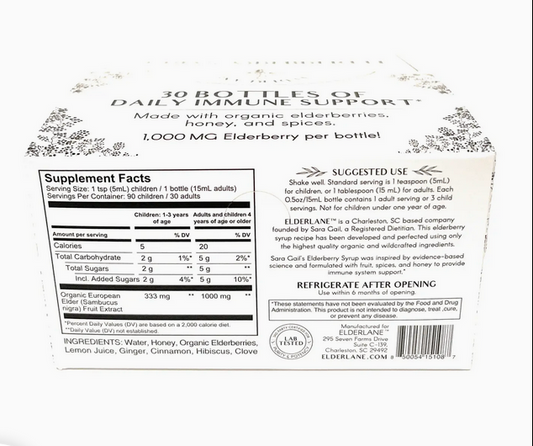 30 BOTTLES OF
DAILY IMMUNE SUPPORT*
Made with organic elderberries,
honey, and spices.
1,000 MG Elderberry per bottle!
Supplement Facts
Serving Size: 1 tsp (5mL) children / 1 bottle (15mL adults)
Servings Per Container: 90 children / 30 adults
Children: 1-3 years of age Adults and children 4 years of age or older
Amount per serving % DV % DV
Calories 5 20
Total Carbohydrate 2 g 1%* 5 g 2%*
Total Sugars 2 g ** 5 g **
Incl. Added Sugars 2 g 4%* 5 g 10%*
Organic European Elder (Sambucus nigra) Fruit Extract 333 mg ** 1000 mg **
*Percent Daily Values (DV) are based on a 2,000 calorie diet.
**Daily Value (DV) not established.
INGREDIENTS: Water, Honey, Organic Elderberries,
Lemon Juice, Ginger, Cinnamon, Hibiscus, Clove
SUGGESTED USE
Shake well. Standard serving is 1 teaspoon (5mL)
for children, or 1 tablespoon (15 mL) for adults. Each
0.5oz/15mL bottle contains 1 adult serving or 3 child
servings. Not for children under one year of age.
ELDERLANE™ is a Charleston, SC based company
founded by Sara Gail, a Registered Dietitian. This elderberry
syrup recipe has been developed and perfected using only
the highest quality organic and wildcrafted ingredients.
Sara Gail's Elderberry Syrup was inspired by evidence-based
science and formulated with fruit, spices, and honey to provide
immune system support.*
REFRIGERATE AFTER OPENING
Use within 6 months of opening.
*These statements have not been evaluated by the Food and Drug
Administration. This product is not intended to diagnose, treat ,cure,
or prevent any disease.
LAB
TESTED
Manufactured for
ELDERLANE™
295 Seven Farms Drive
Suite C-139,
Charleston, SC 29492
ELDERLANE.COM
8 50054 15108 7